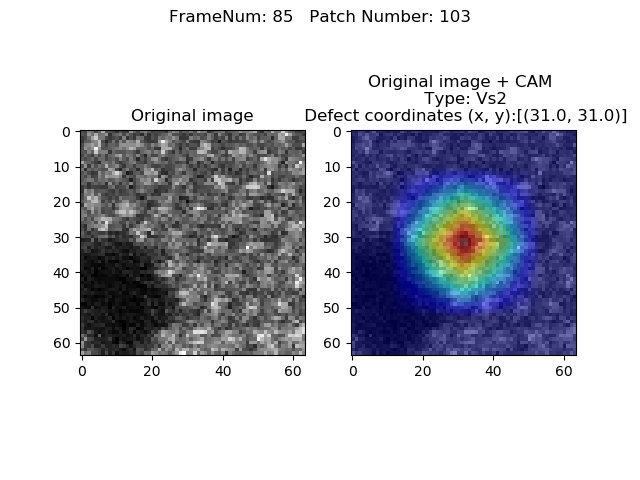 FrameNum: 85   Patch Number: 103
Original image
Original image + CAM
Type: Vs2
Defect coordinates (x, y):[(31.0, 31.0)]
0
10
20
30
40
50
60
0 20 40 60
0
10
20
30
40
50
60
0 20 40 60